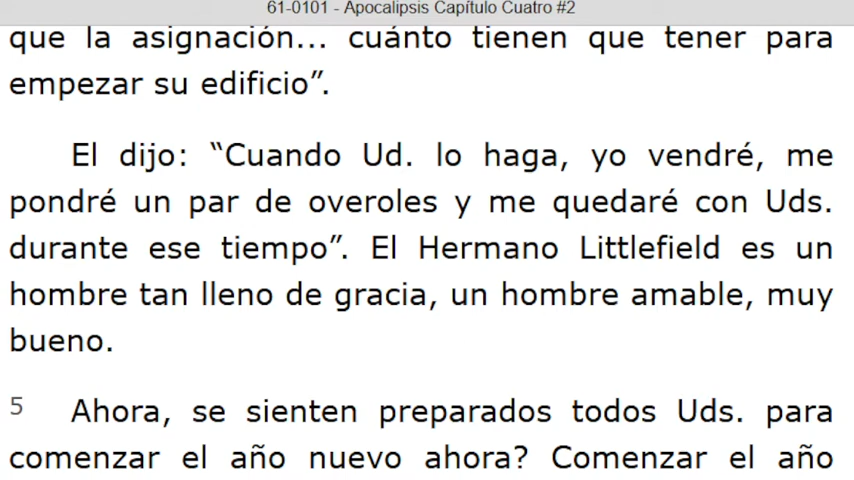 61-0101 - Apocalipsis Capítulo Cuatro #2
que la asignación... cuánto tienen que tener para
empezar su edificio”.
El dijo: “Cuando Ud. lo haga, yo vendré, me
pondré un par de overoles y me quedaré con Uds.
durante ese tiempo”. El Hermano Littlefield es un
hombre tan lleno de gracia, un hombre amable, muy
bueno.
5 Ahora, se sienten preparados todos Uds. para
comenzar el año nuevo ahora? Comenzar el año